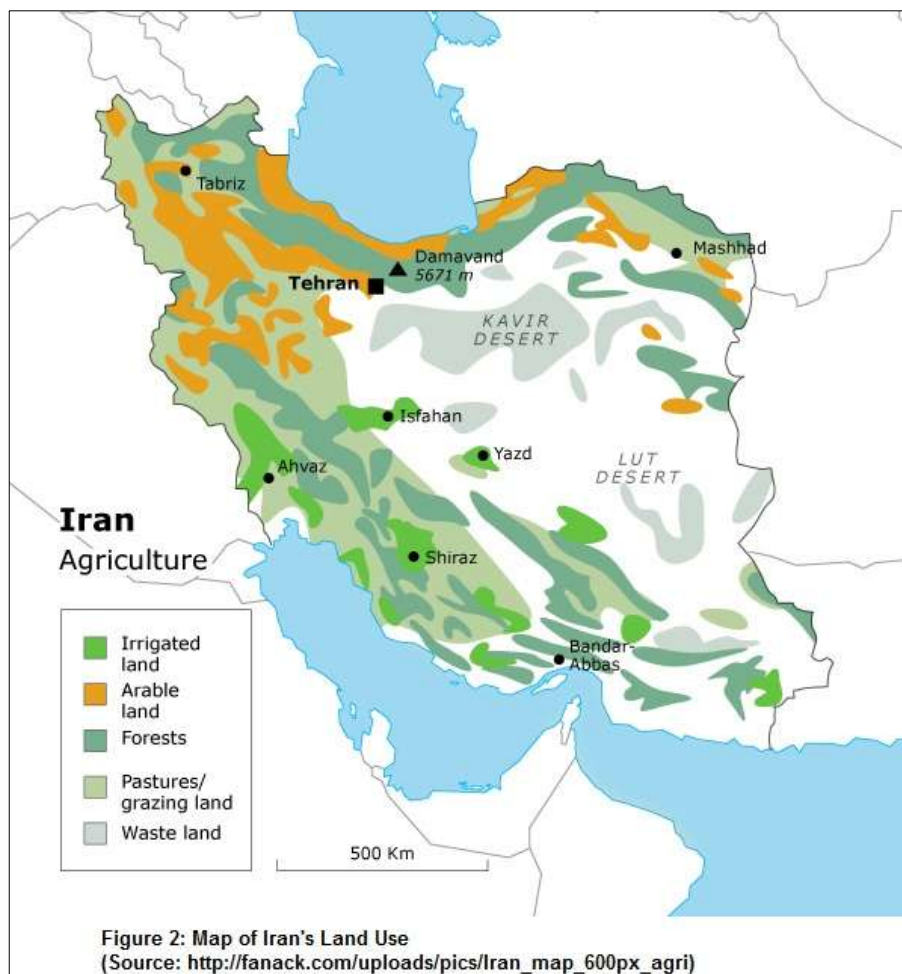 Tabriz
Mashhad
Damavand
5671 m
Tehran
KAVIR
DESERT
Isfahan
Yazd
LUT
DESERT
Ahvaz
Iran
Agriculture
Shiraz
Bandar-
Abbas
Irrigated
land
Arable
land
Forests
Pastures/
grazing land
Waste land
500 Km
Figure 2: Map of Iran's Land Use
(Source: http://fanack.com/uploads/pics/Iran_map_600px_agri)